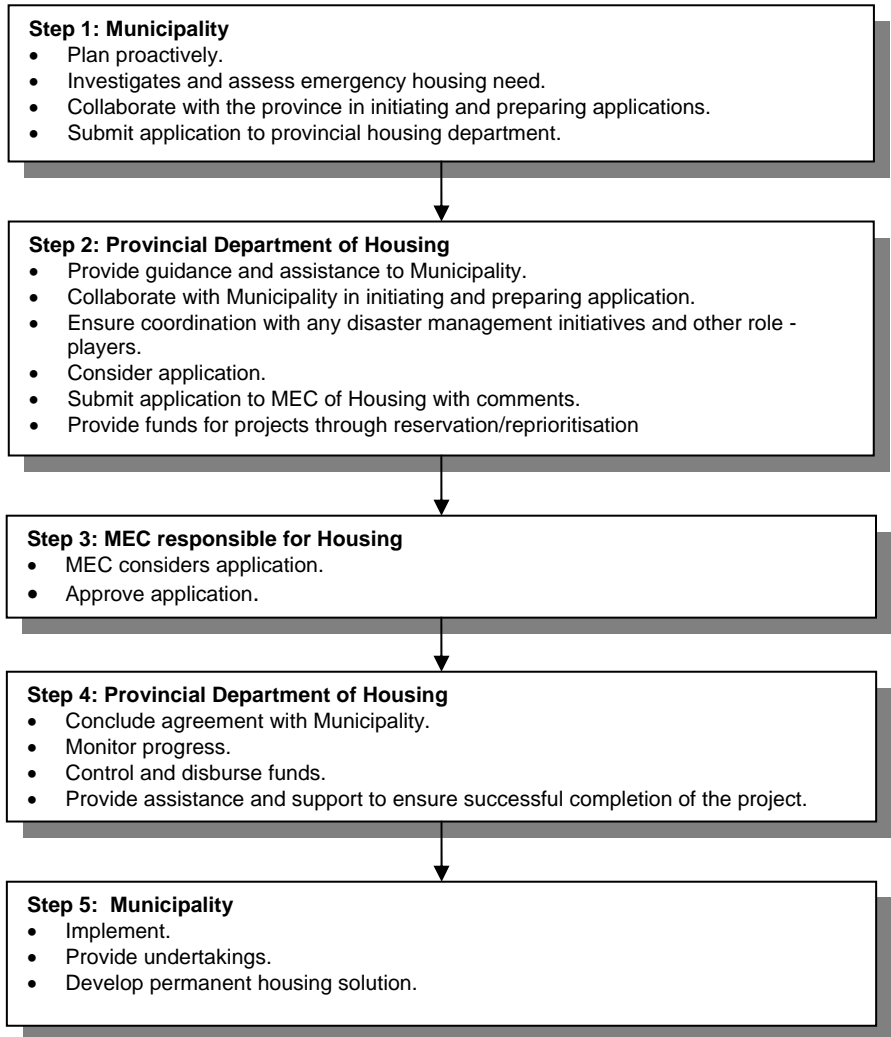 Step 1: Municipality
• Plan proactively.
• Investigates and assess emergency housing need.
• Collaborate with the province in initiating and preparing applications.
• Submit application to provincial housing department.
Step 2: Provincial Department of Housing
• Provide guidance and assistance to Municipality.
• Collaborate with Municipality in initiating and preparing application.
• Ensure coordination with any disaster management initiatives and other role -
players.
• Consider application.
• Submit application to MEC of Housing with comments.
• Provide funds for projects through reservation/reprioritisation
Step 3: MEC responsible for Housing
• MEC considers application.
• Approve application.
Step 4: Provincial Department of Housing
• Conclude agreement with Municipality.
• Monitor progress.
• Control and disburse funds.
• Provide assistance and support to ensure successful completion of the project.
Step 5: Municipality
• Implement.
• Provide undertakings.
• Develop permanent housing solution.